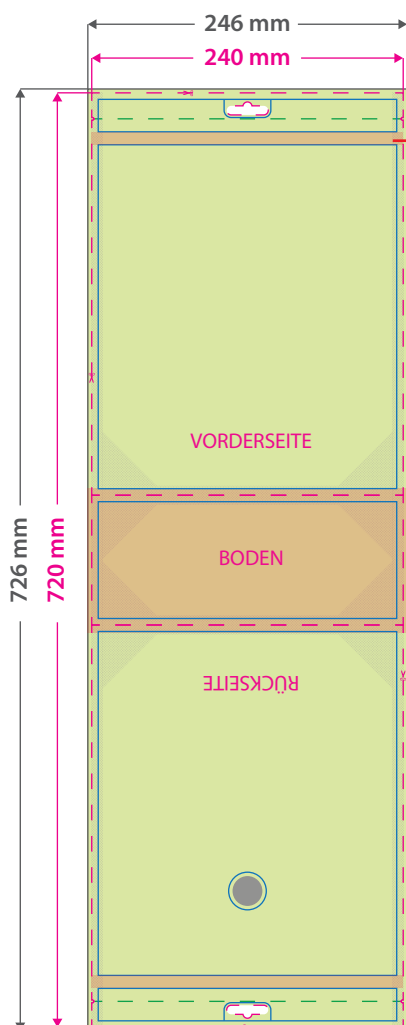 246 mm
240 mm
726 mm
720 mm
VORDERSEITE
BODEN
RÜCKSEITE